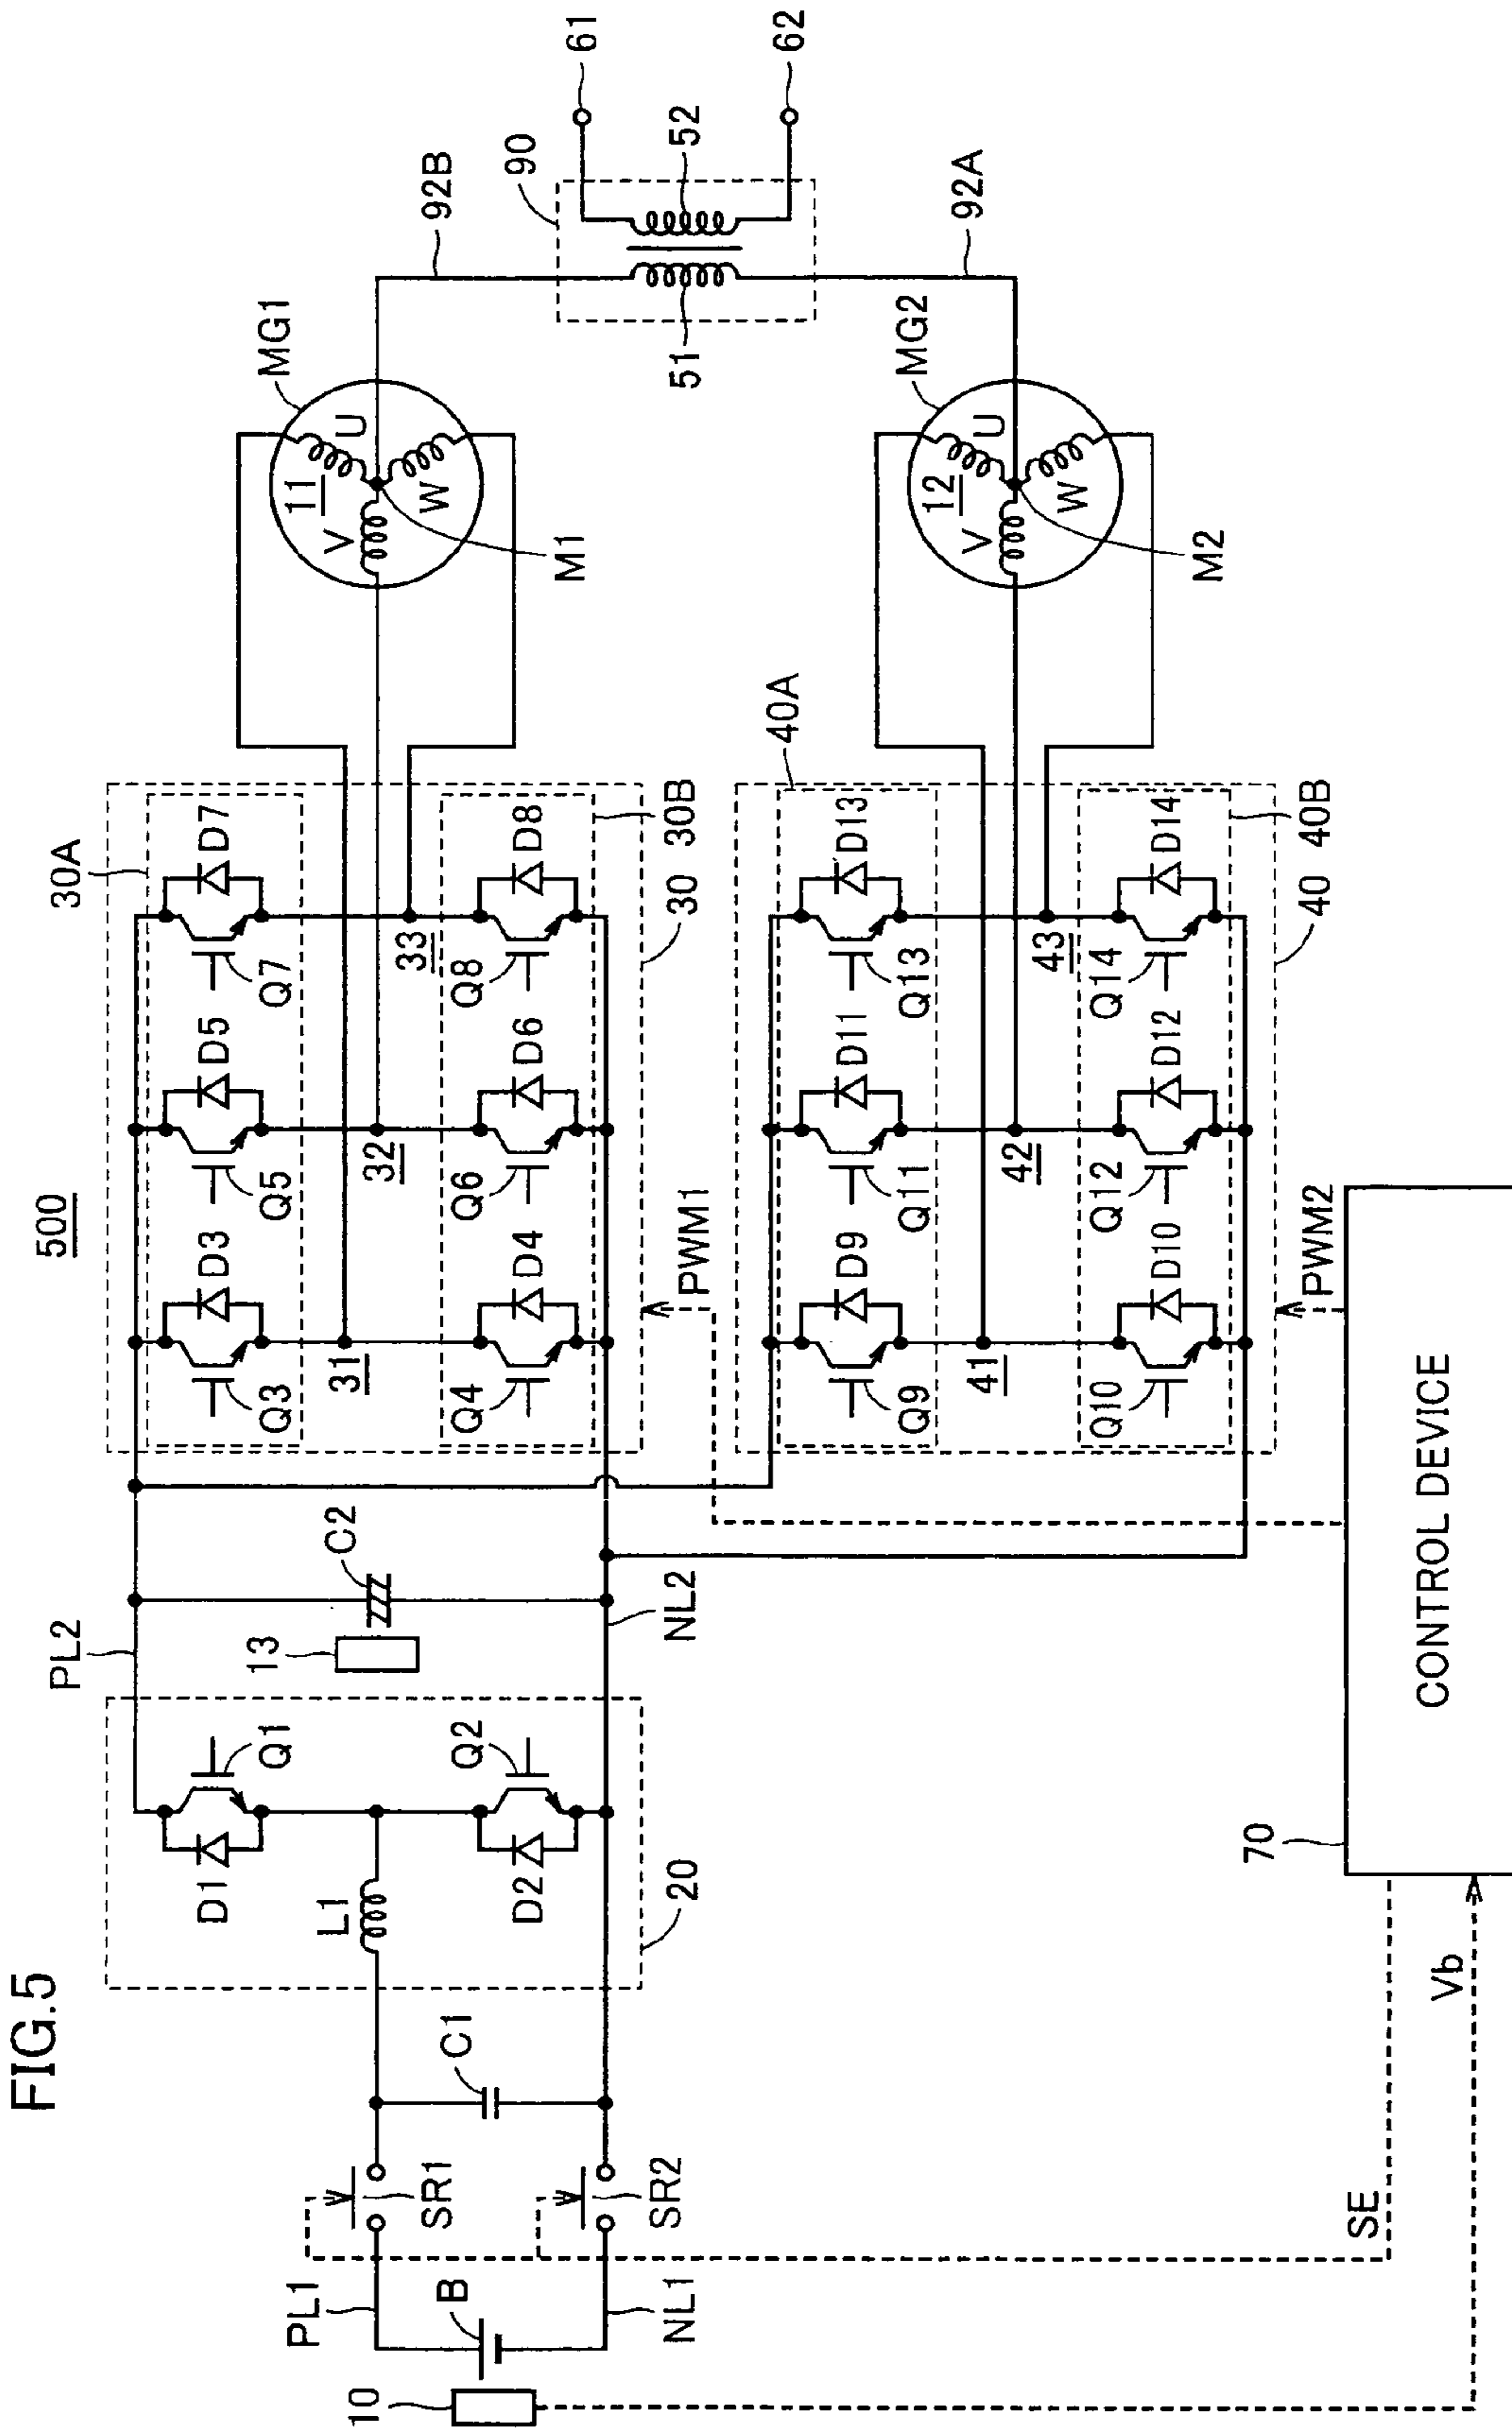 FIG.5
500
10
B
PL1
NL1
SR1
SR2
C1
L1
D1
Q1
D2
Q2
20
PL2
13
C2
NL2
30A
Q3
D3
Q5
D5
Q7
D7
31
32
33
Q4
D4
Q6
D6
Q8
D8
30B
30
PWM1
40A
Q9
D9
Q11
D11
Q13
D13
41
42
43
Q10
D10
Q12
D12
Q14
D14
40B
40
PWM2
MG1
11
U
V
W
M1
MG2
12
U
V
W
M2
92B
90
51
52
92A
61
62
SE
Vb
70
CONTROL DEVICE